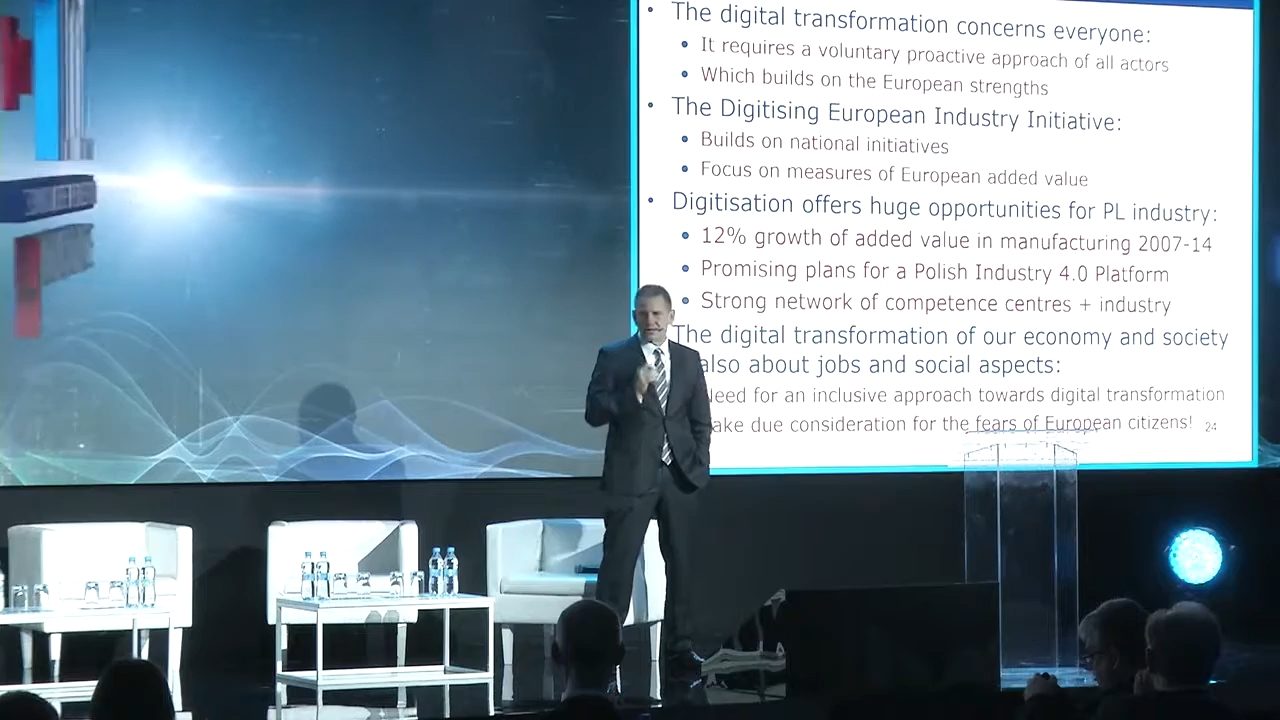 • The digital transformation concerns everyone:
• It requires a voluntary proactive approach of all actors
• Which builds on the European strengths
• The Digitising European Industry Initiative:
• Builds on national initiatives
• Focus on measures of European added value
• Digitisation offers huge opportunities for PL industry:
• 12% growth of added value in manufacturing 2007-14
• Promising plans for a Polish Industry 4.0 Platform
• Strong network of competence centres + industry
The digital transformation of our economy and society
also about jobs and social aspects:
for an inclusive approach towards digital transformation
due consideration for the fears of European citizens! 24